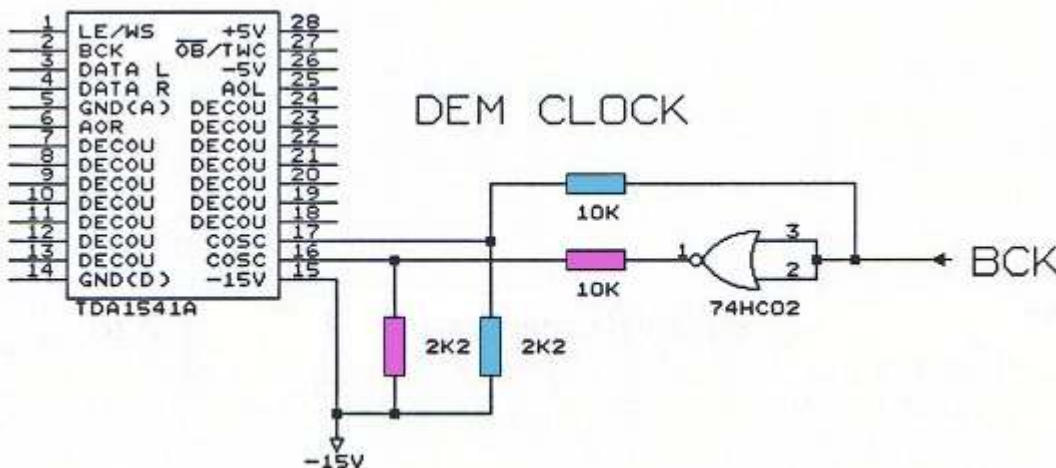 1 LE/WS +5V 28
2 BCK OB/TWC 27
3 DATA L -5V 26
4 DATA R AOL 25
5 GND(A) DECOU 24
6 AOR DECOU 23
7 DECOU DECOU 22
8 DECOU DECOU 21
9 DECOU DECOU 20
10 DECOU DECOU 19
11 DECOU DECOU 18
12 DECOU COSC 17
13 DECOU COSC 16
14 GND(D) -15V 15
TDA1541A
DEM CLOCK
10K
10K
1
3
2
74HC02
BCK
2K2
2K2
-15V